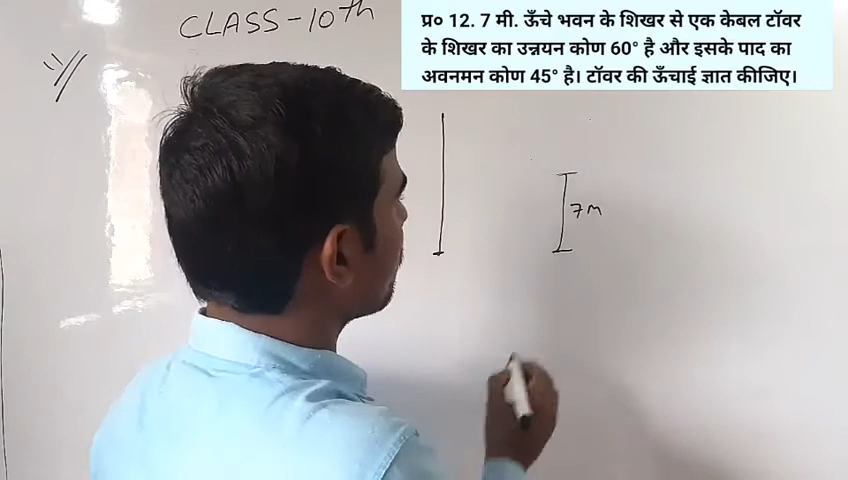 CLASS-10th
प्र० 12. 7 मी. ऊँचे भवन के शिखर से एक केबल टॉवर
के शिखर का उन्नयन कोण 60° है और इसके पाद का
अवनमन कोण 45° है। टॉवर की ऊँचाई ज्ञात कीजिए।
7m